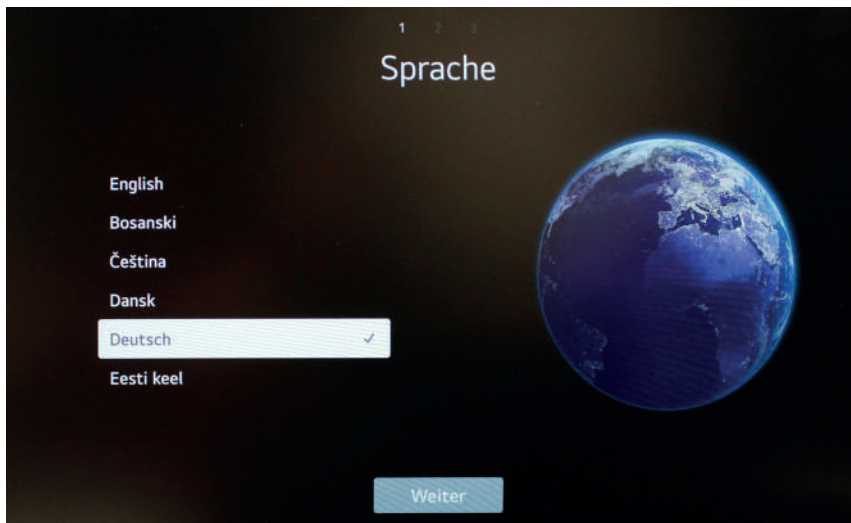 1 2 3
Sprache
English
Bosanski
Čeština
Dansk
Deutsch
Eesti keel
Weiter